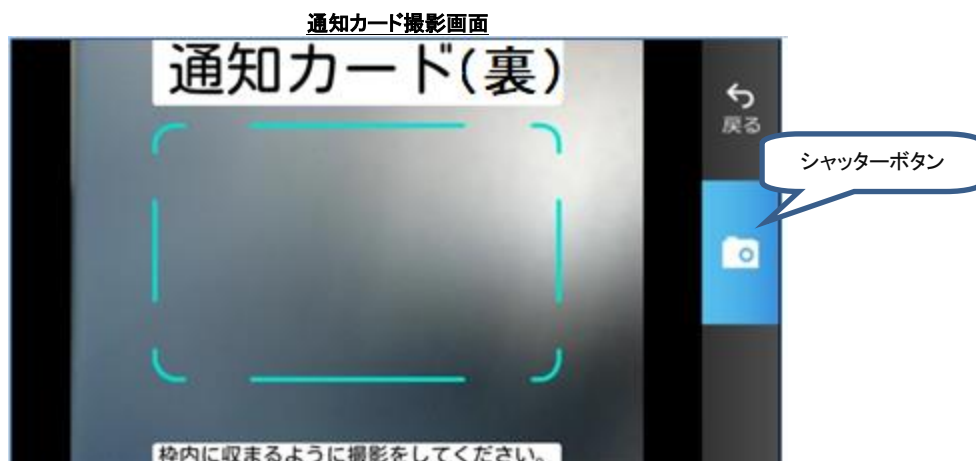 通知カード撮影画面
通知カード(裏)
戻る
シャッターボタン
枠内に収まるように撮影をしてください。